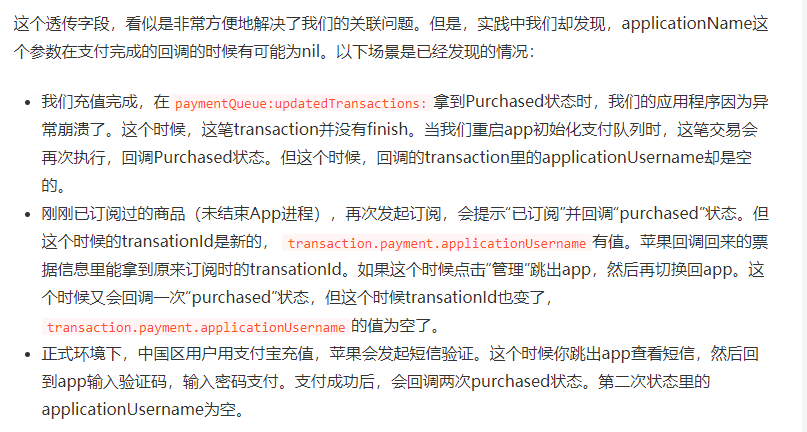 这个透传字段，看似是非常方便地解决了我们的关联问题。但是，实践中我们却发现，applicationName这
个参数在支付完成的回调的时候有可能为nil。以下场景是已经发现的情况：
• 我们充值完成，在 paymentQueue:updatedTransactions: 拿到Purchased状态时，我们的应用程序因为异
常崩溃了。这个时候，这笔transaction并没有finish。当我们重启app初始化支付队列时，这笔交易会
再次执行，回调Purchased状态。但这个时候，回调的transaction里的applicationUsername却是空
的。
• 刚刚已订阅过的商品（未结束App进程），再次发起订阅，会提示“已订阅”并回调“purchased”状态。但
这个时候的transationId是新的， transaction.payment.applicationUsername 有值。苹果回调回来的票
据信息里能拿到原来订阅时的transationId。如果这个时候点击“管理”跳出app，然后再切换回app。这
个时候又会回调一次“purchased”状态，但这个时候transationId也变了，
transaction.payment.applicationUsername 的值为空了。
• 正式环境下，中国区用户用支付宝充值，苹果会发起短信验证。这个时候你跳出app查看短信，然后回
到app输入验证码，输入密码支付。支付成功后，会回调两次purchased状态。第二次状态里的
applicationUsername为空。